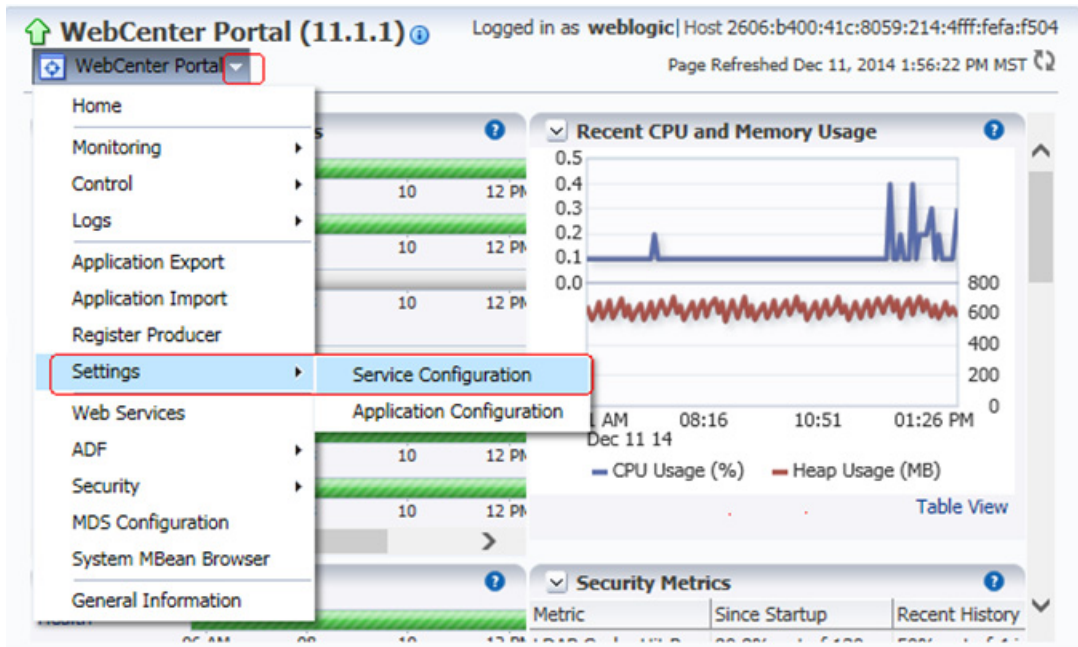 WebCenter Portal (11.1.1)
Logged in as weblogic| Host 2606:b400:41c:8059:214:4fff:fefa:f504
WebCenter Portal
Page Refreshed Dec 11, 2014 1:56:22 PM MST
Home
Monitoring
Control
Logs
Application Export
Application Import
Register Producer
Settings
Web Services
ADF
Security
MDS Configuration
System MBean Browser
General Information
Service Configuration
Application Configuration
10 12 PM
10 12 PM
10 12 PM
10 12 PM
10 12 PM
Recent CPU and Memory Usage
0.5
0.4
0.3
0.2
0.1
0.0
800
600
400
200
0
AM 08:16 10:51 01:26 PM
Dec 11 14
CPU Usage (%) Heap Usage (MB)
Table View
Security Metrics
Metric Since Startup Recent History